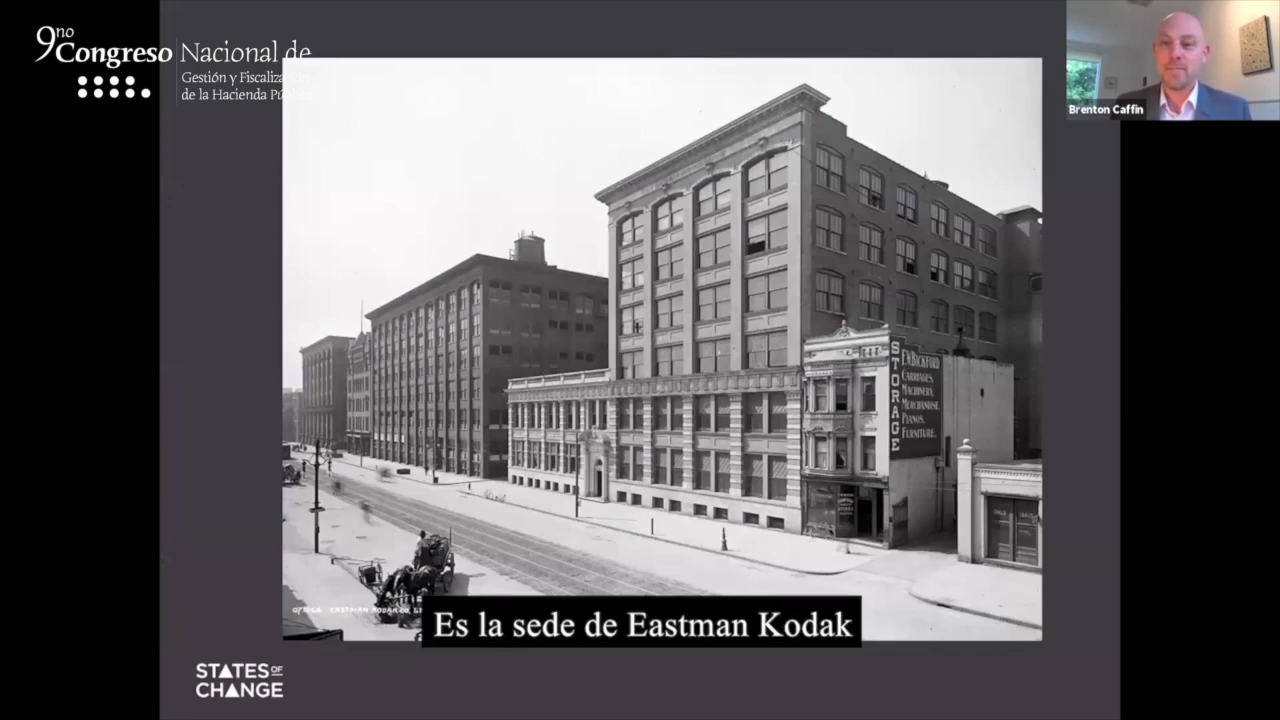 9no
Congreso
Nacional de
Gestión y Fiscalización
de la Hacienda Pública
Brenton Caffin
STORAGE
F.W. BICKFORD
CARRIAGES,
MACHINERY,
MERCHANDISE,
PIANOS,
FURNITURE.
EASTMAN KODAK CO.
Es la sede de Eastman Kodak
STATES OF
CHANGE